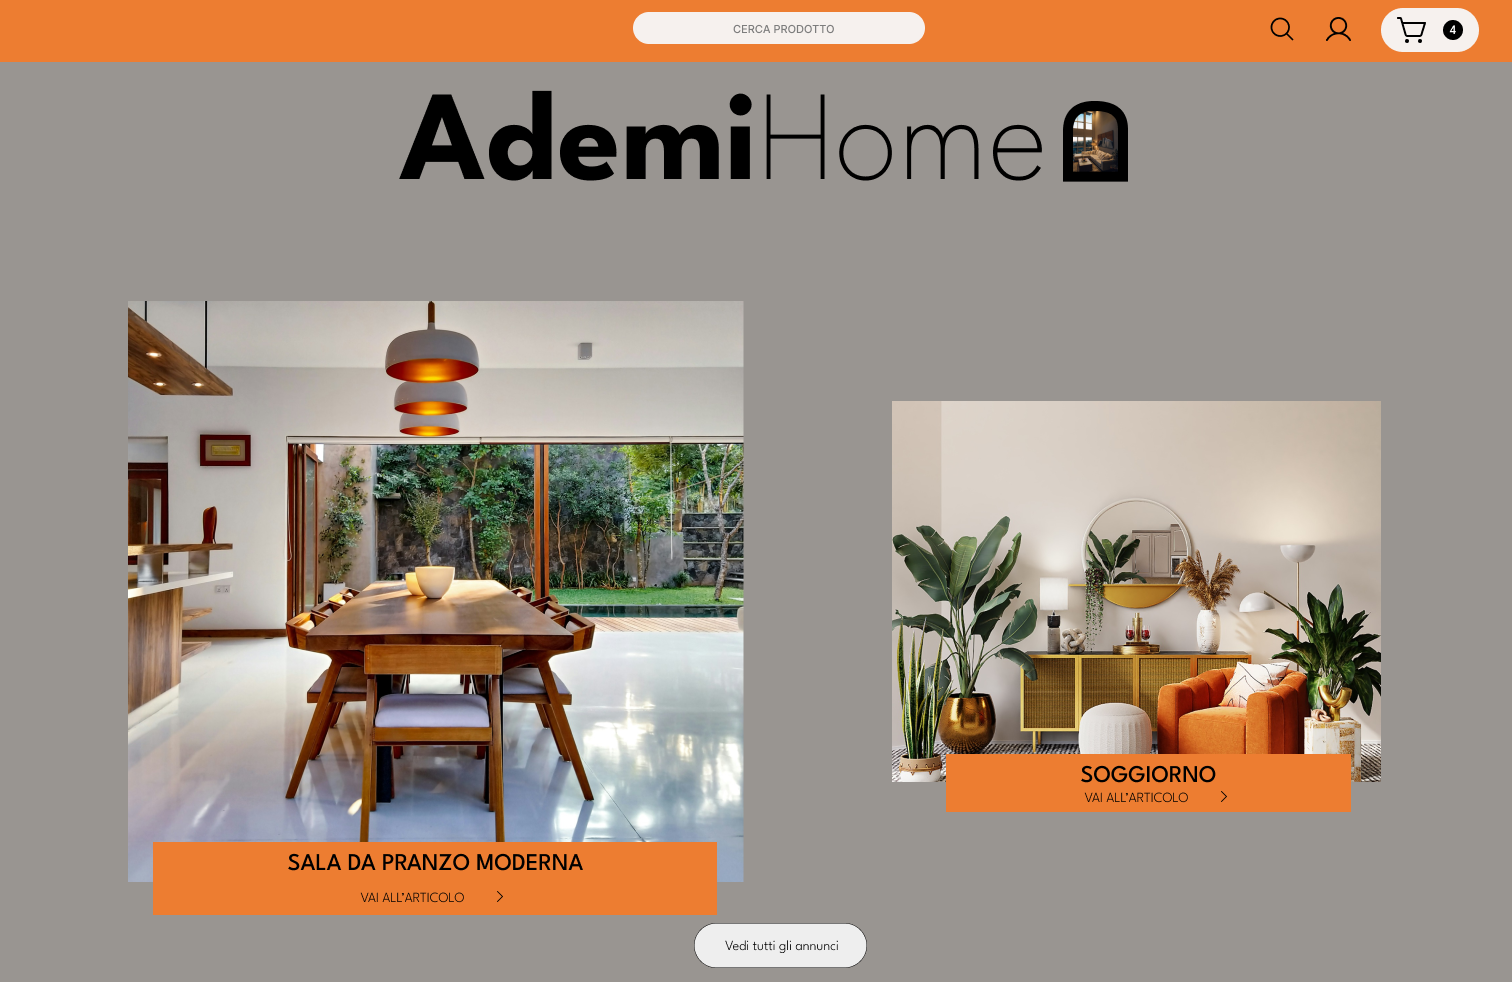 CERCA PRODOTTO
4
AdemiHome
SALA DA PRANZO MODERNA
VAI ALL'ARTICOLO
SOGGIORNO
VAI ALL'ARTICOLO
Vedi tutti gli annunci